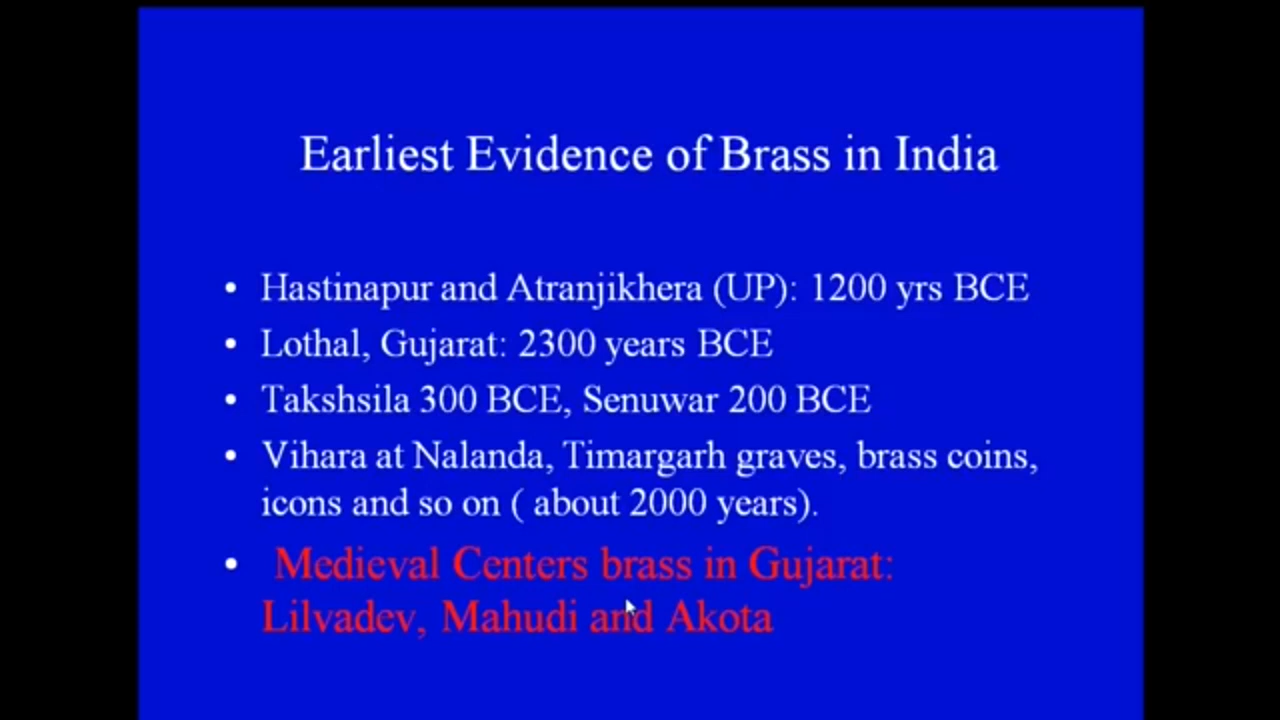 Earliest Evidence of Brass in India
• Hastinapur and Atranjikhera (UP): 1200 yrs BCE
• Lothal, Gujarat: 2300 years BCE
• Takshsila 300 BCE, Senuwar 200 BCE
• Vihara at Nalanda, Timargarh graves, brass coins,
icons and so on ( about 2000 years).
• Medieval Centers brass in Gujarat:
Lilvadev, Mahudi and Akota